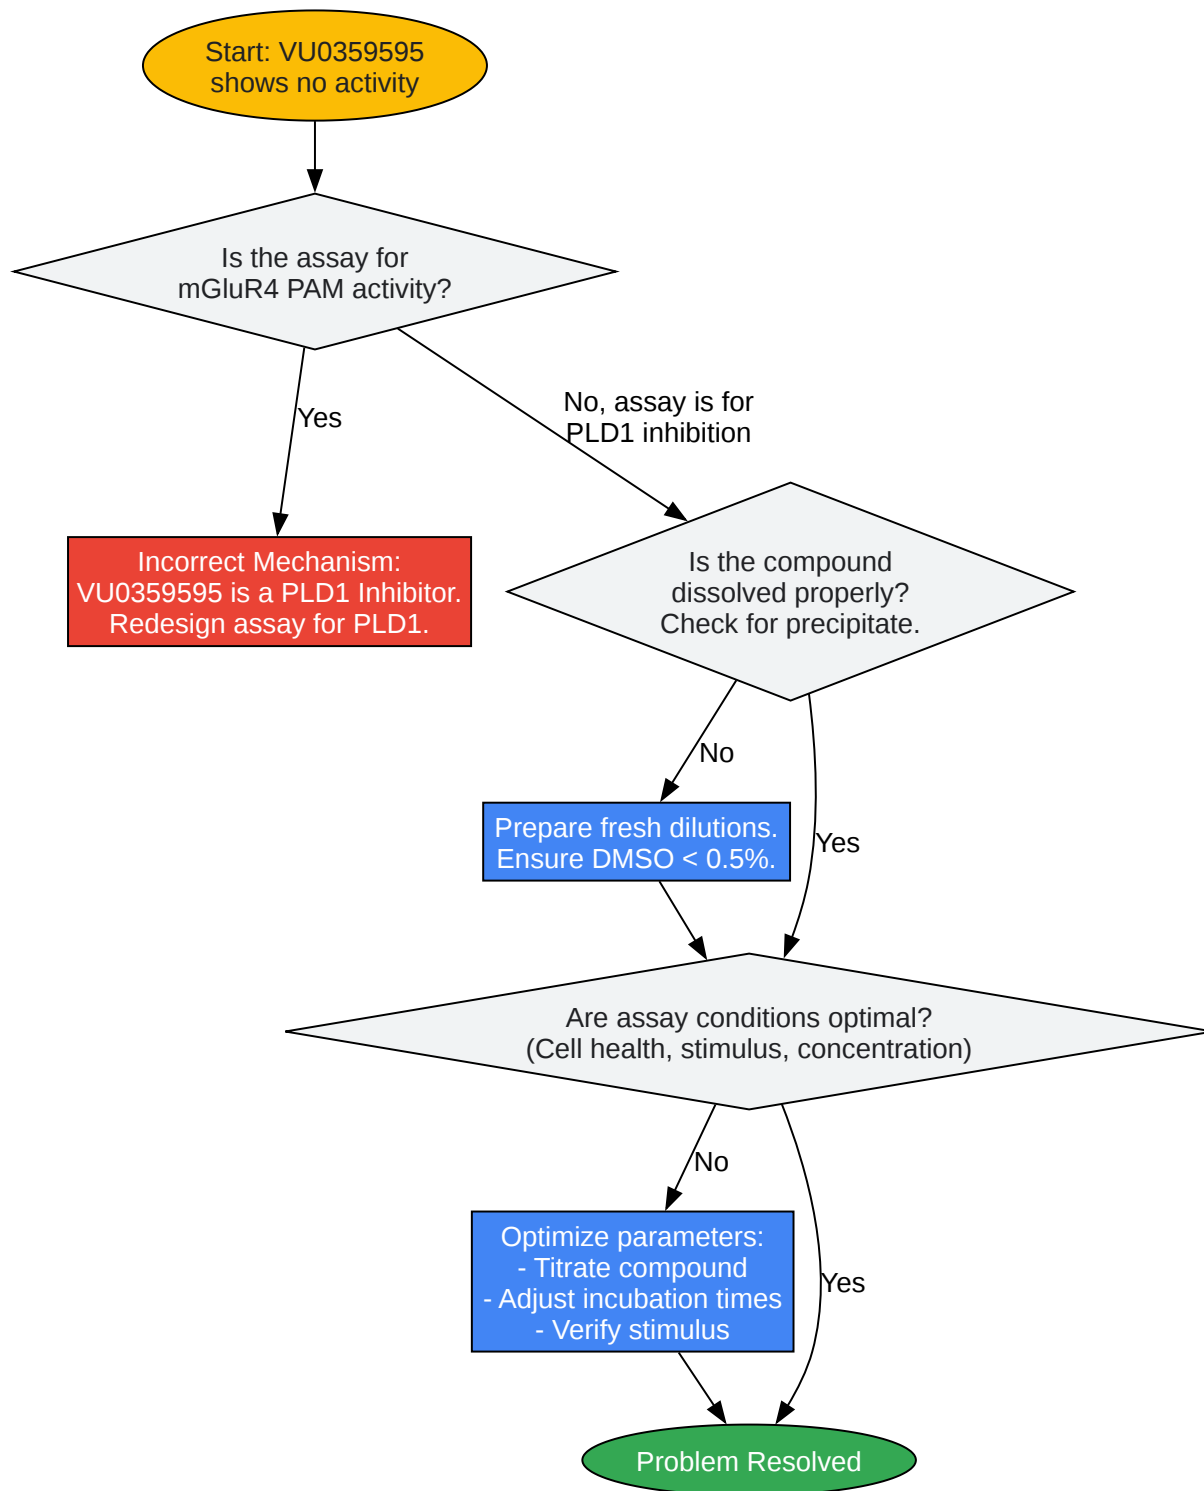 Start: VU0359595
shows no activity
Is the assay for
mGluR4 PAM activity?
Yes
No, assay is for
PLD1 inhibition
Incorrect Mechanism:
VU0359595 is a PLD1 Inhibitor.
Redesign assay for PLD1.
Is the compound
dissolved properly?
Check for precipitate.
No
Yes
Prepare fresh dilutions.
Ensure DMSO < 0.5%.
Are assay conditions optimal?
(Cell health, stimulus, concentration)
No
Yes
Optimize parameters:
- Titrate compound
- Adjust incubation times
- Verify stimulus
Problem Resolved